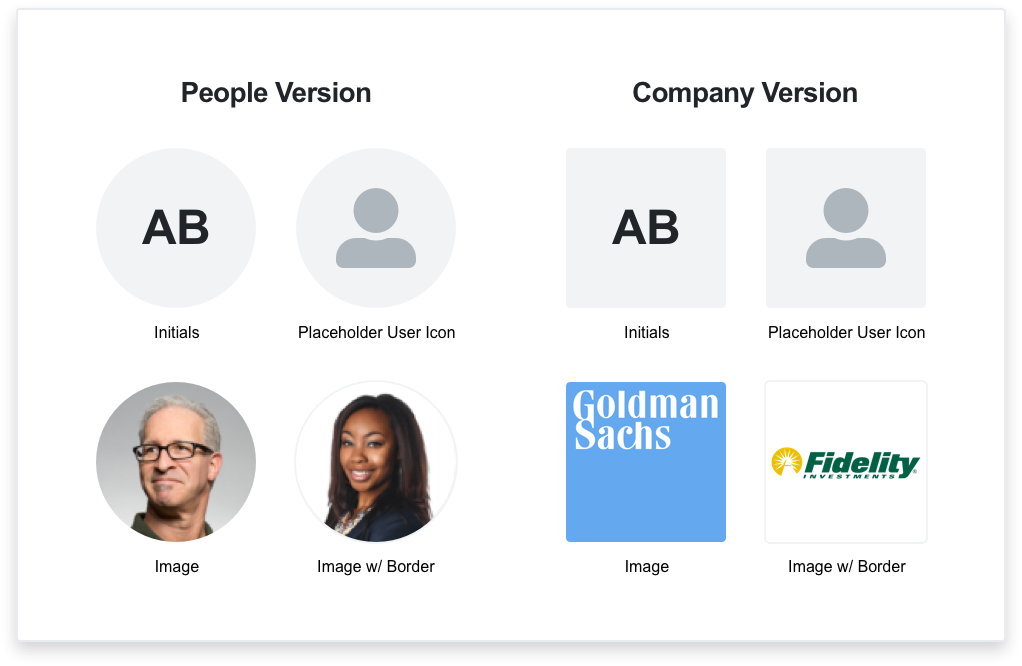 People Version
Company Version
AB
AB
Initials
Placeholder User Icon
Initials
Placeholder User Icon
Goldman
Sachs
Fidelity
INVESTMENTS
Image
Image w/ Border
Image
Image w/ Border